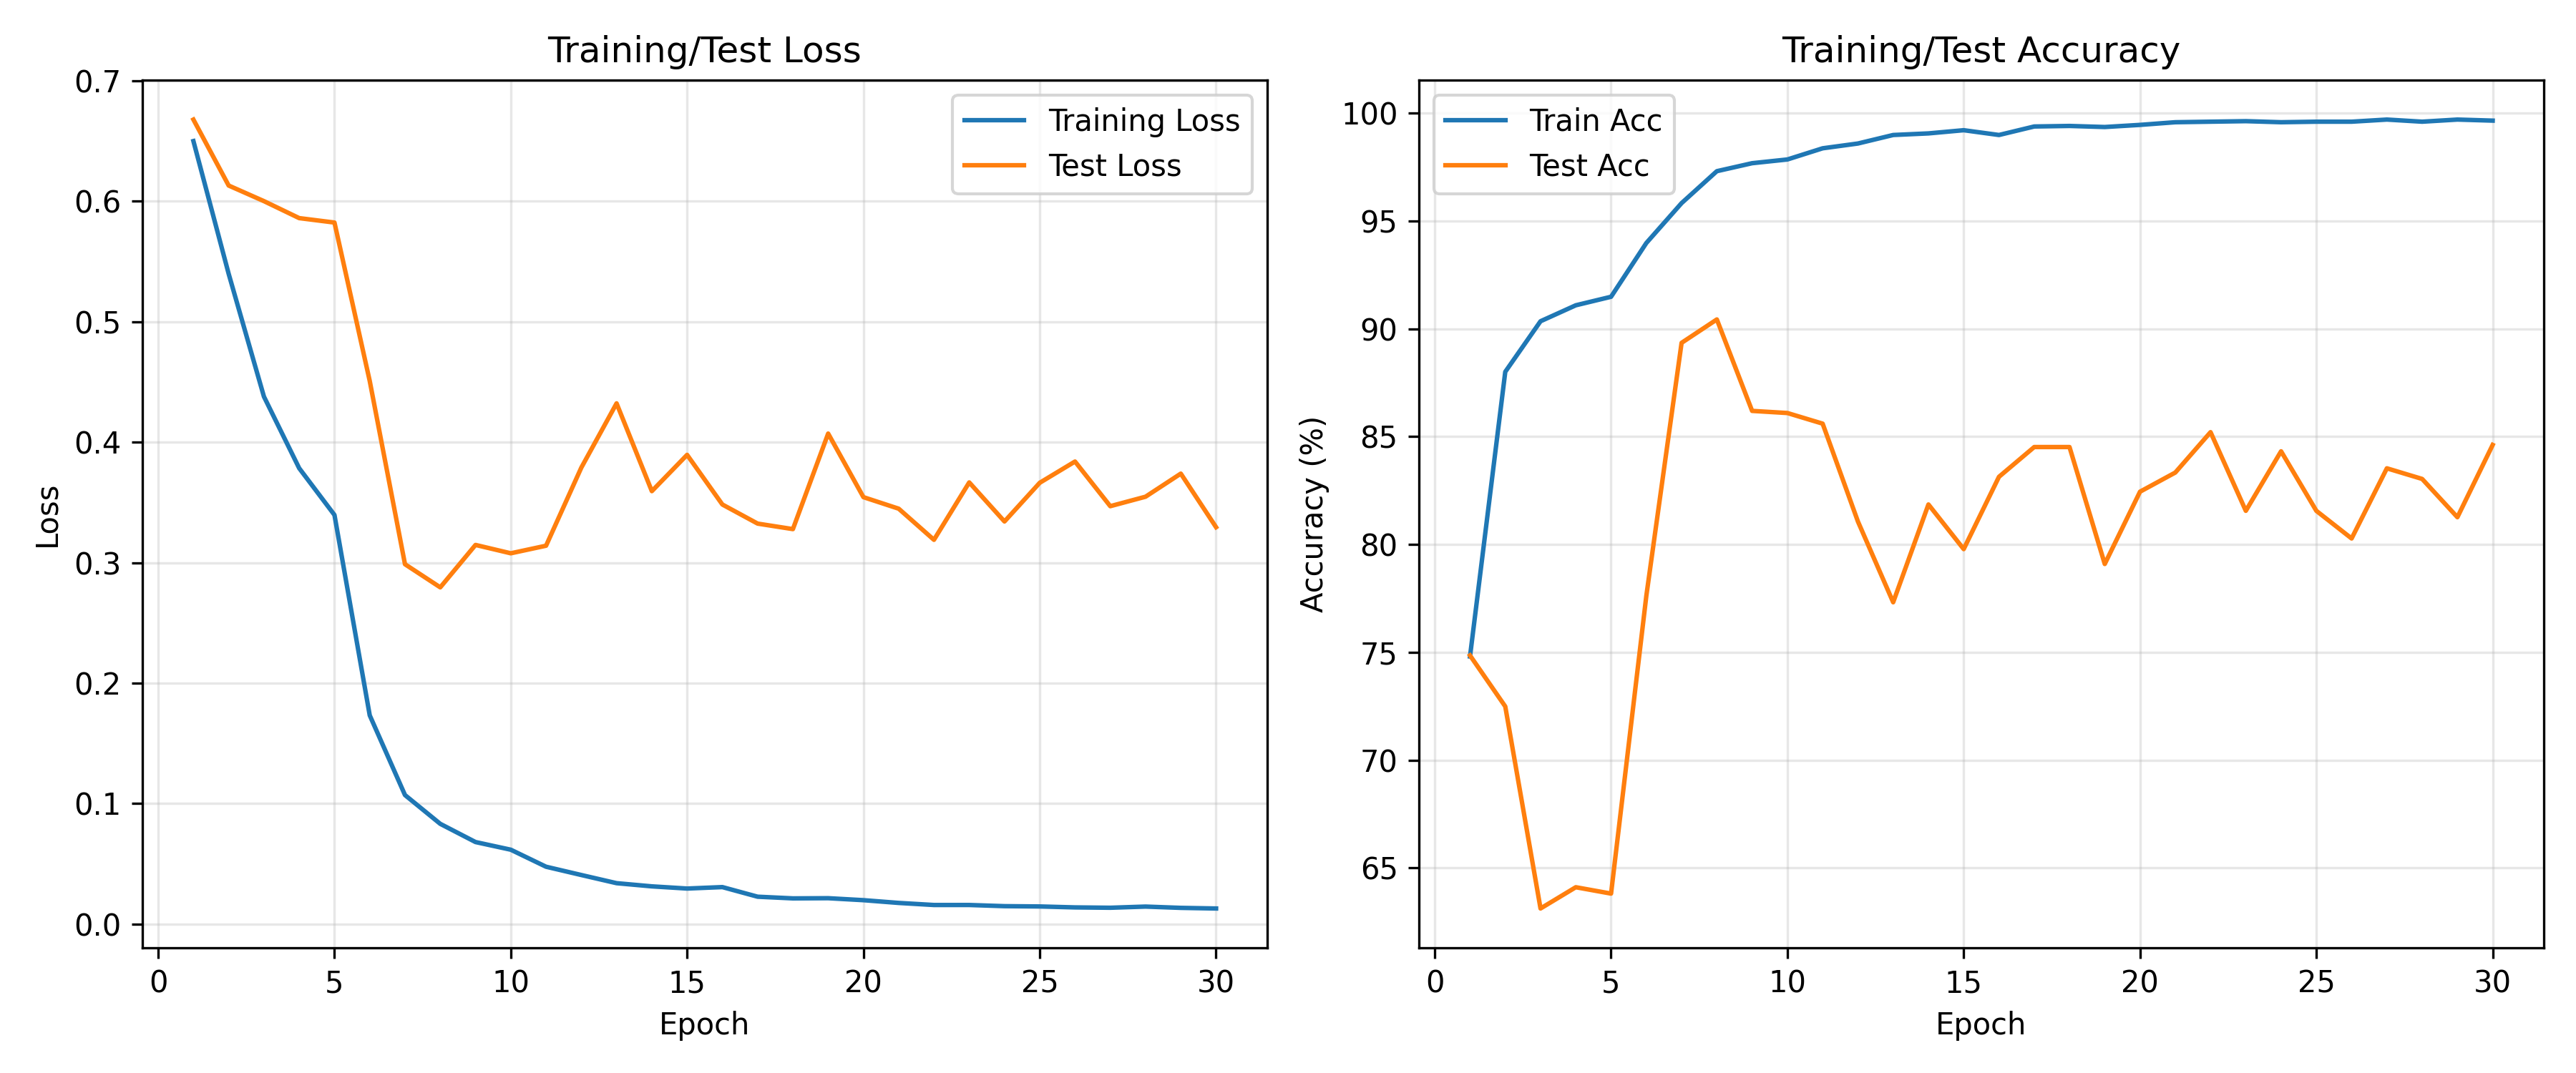 Training/Test Loss
0.7
0.6
0.5
0.4
0.3
0.2
0.1
0.0
Loss
Training Loss
Test Loss
0 5 10 15 20 25 30
Epoch
Training/Test Accuracy
100
95
90
85
80
75
70
65
Accuracy (%)
Train Acc
Test Acc
0 5 10 15 20 25 30
Epoch